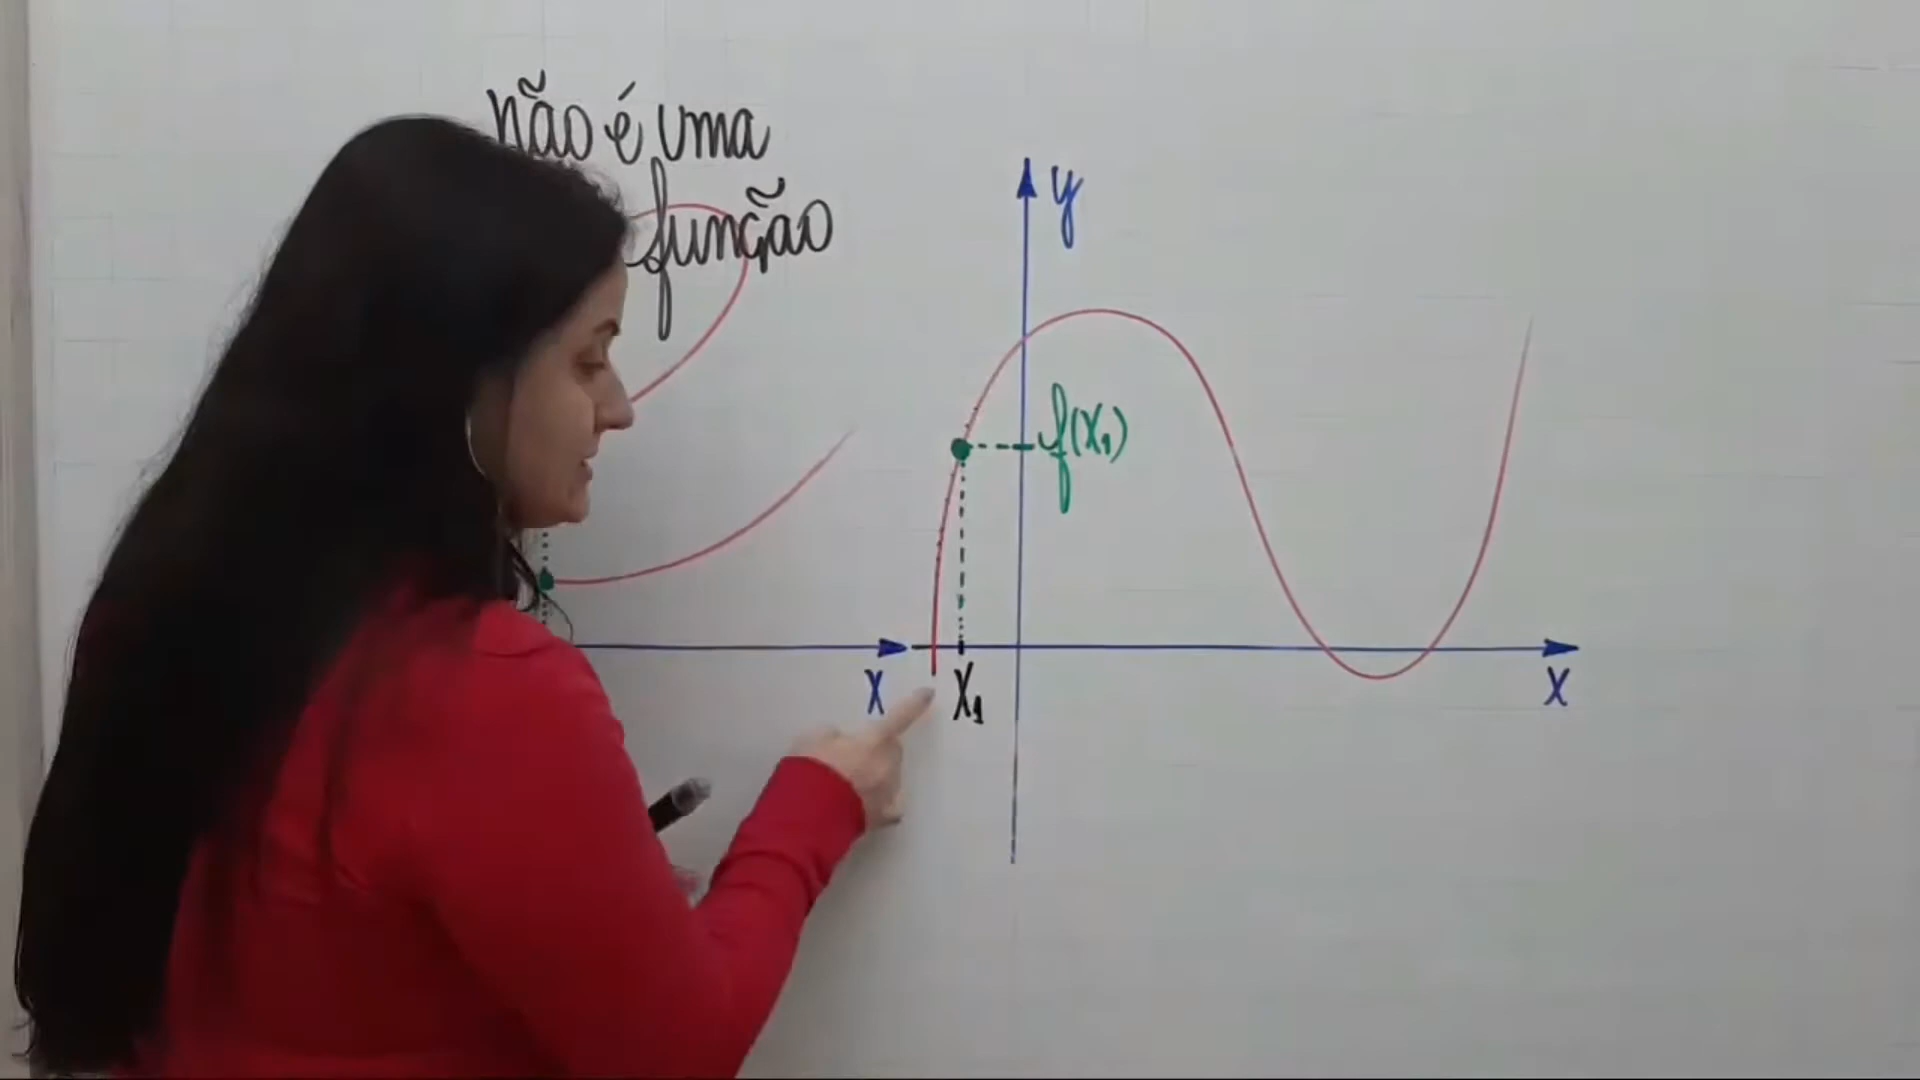 não é uma
função
y
f(x₁)
x
x₁
x